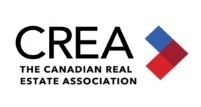 CREA
THE CANADIAN REAL
ESTATE ASSOCIATION